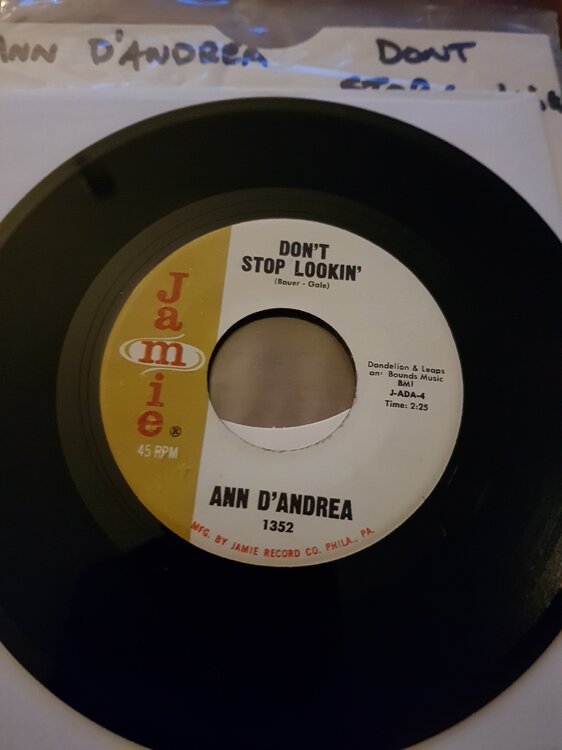 ANN D'ANDREA DONT
DON'T
STOP LOOKIN'
(Bauer - Gale)
Jamie®
45 RPM
Dandelion & Leaps
an' Bounds Music
BMI
J-ADA-4
Time: 2:25
ANN D'ANDREA
1352
MFG. BY JAMIE RECORD CO. PHILA., PA.